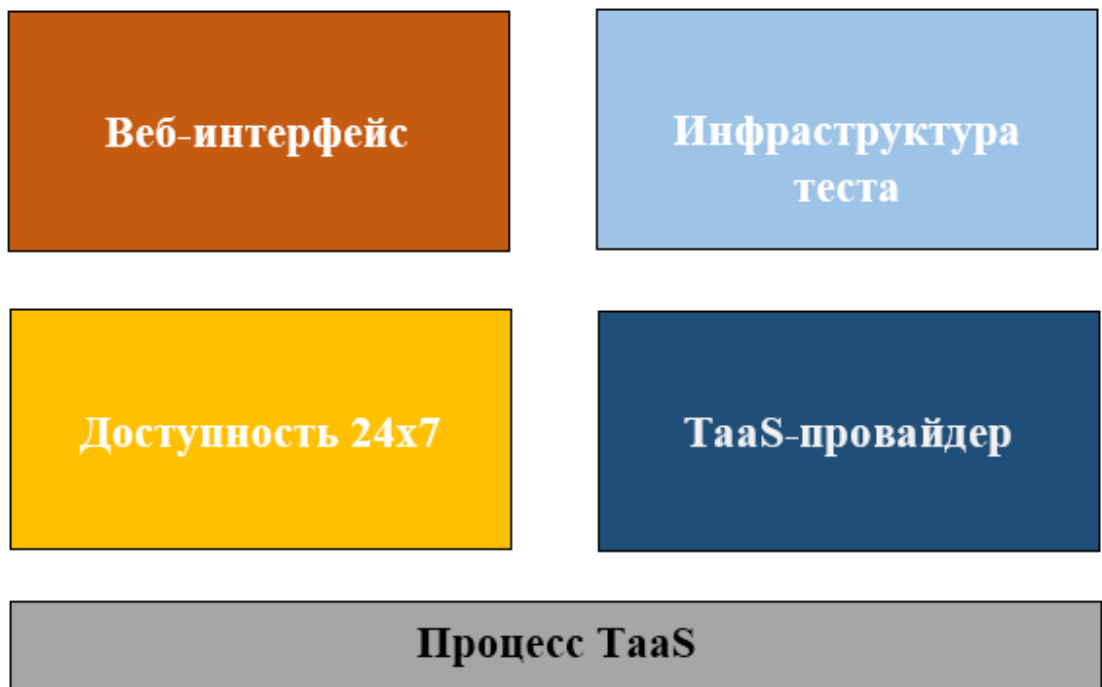 Веб-интерфейс
Инфраструктура
теста
Доступность 24x7
TaaS-провайдер
Процесс TaaS